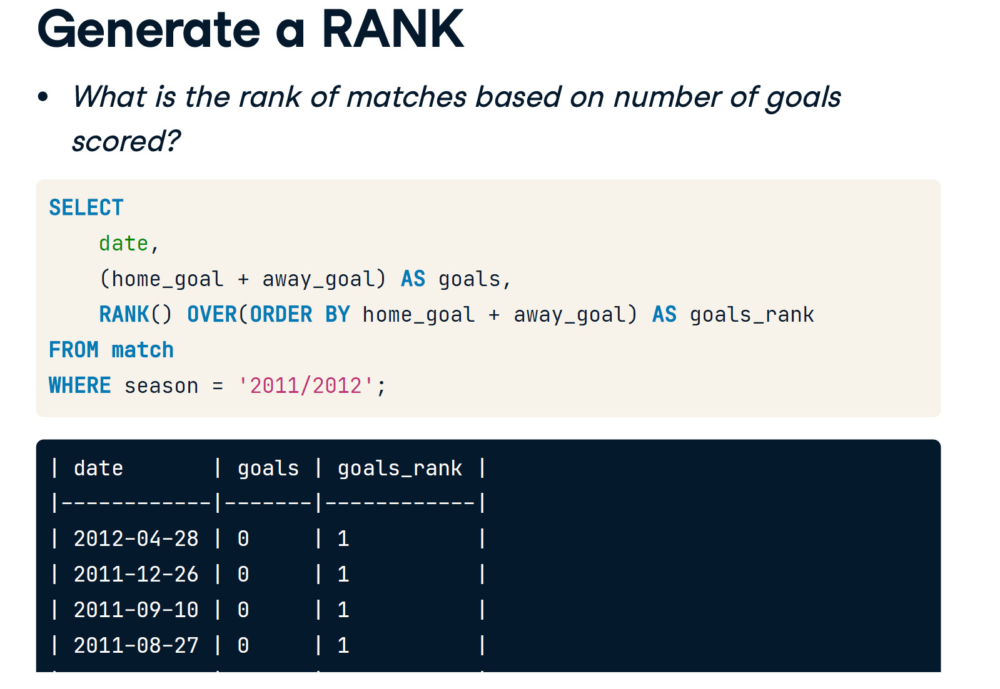 Generate a RANK
• What is the rank of matches based on number of goals
scored?
SELECT
    date,
    (home_goal + away_goal) AS goals,
    RANK() OVER(ORDER BY home_goal + away_goal) AS goals_rank
FROM match
WHERE season = '2011/2012';
| date       | goals | goals_rank |
|------------|-------|------------|
| 2012-04-28 | 0     | 1          |
| 2011-12-26 | 0     | 1          |
| 2011-09-10 | 0     | 1          |
| 2011-08-27 | 0     | 1          |